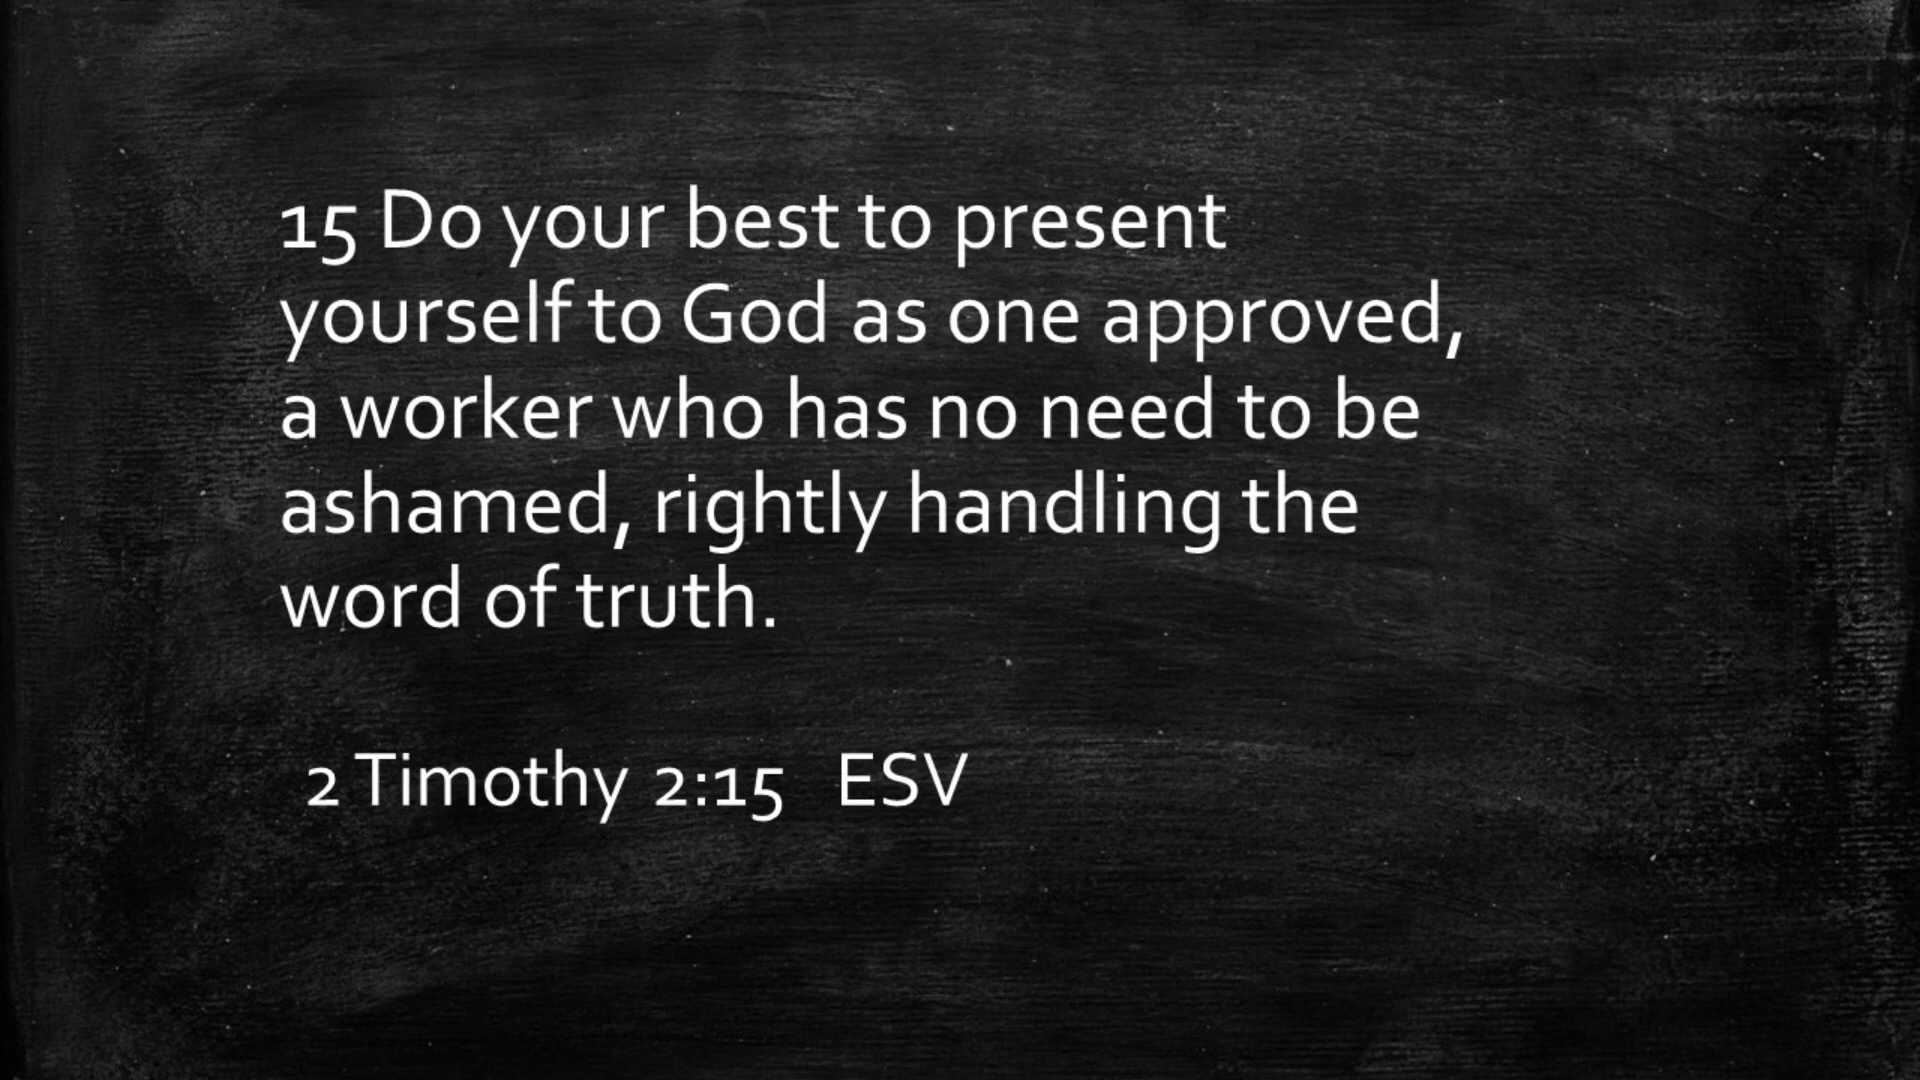 15 Do your best to present
yourself to God as one approved,
a worker who has no need to be
ashamed, rightly handling the
word of truth.
2 Timothy 2:15 ESV